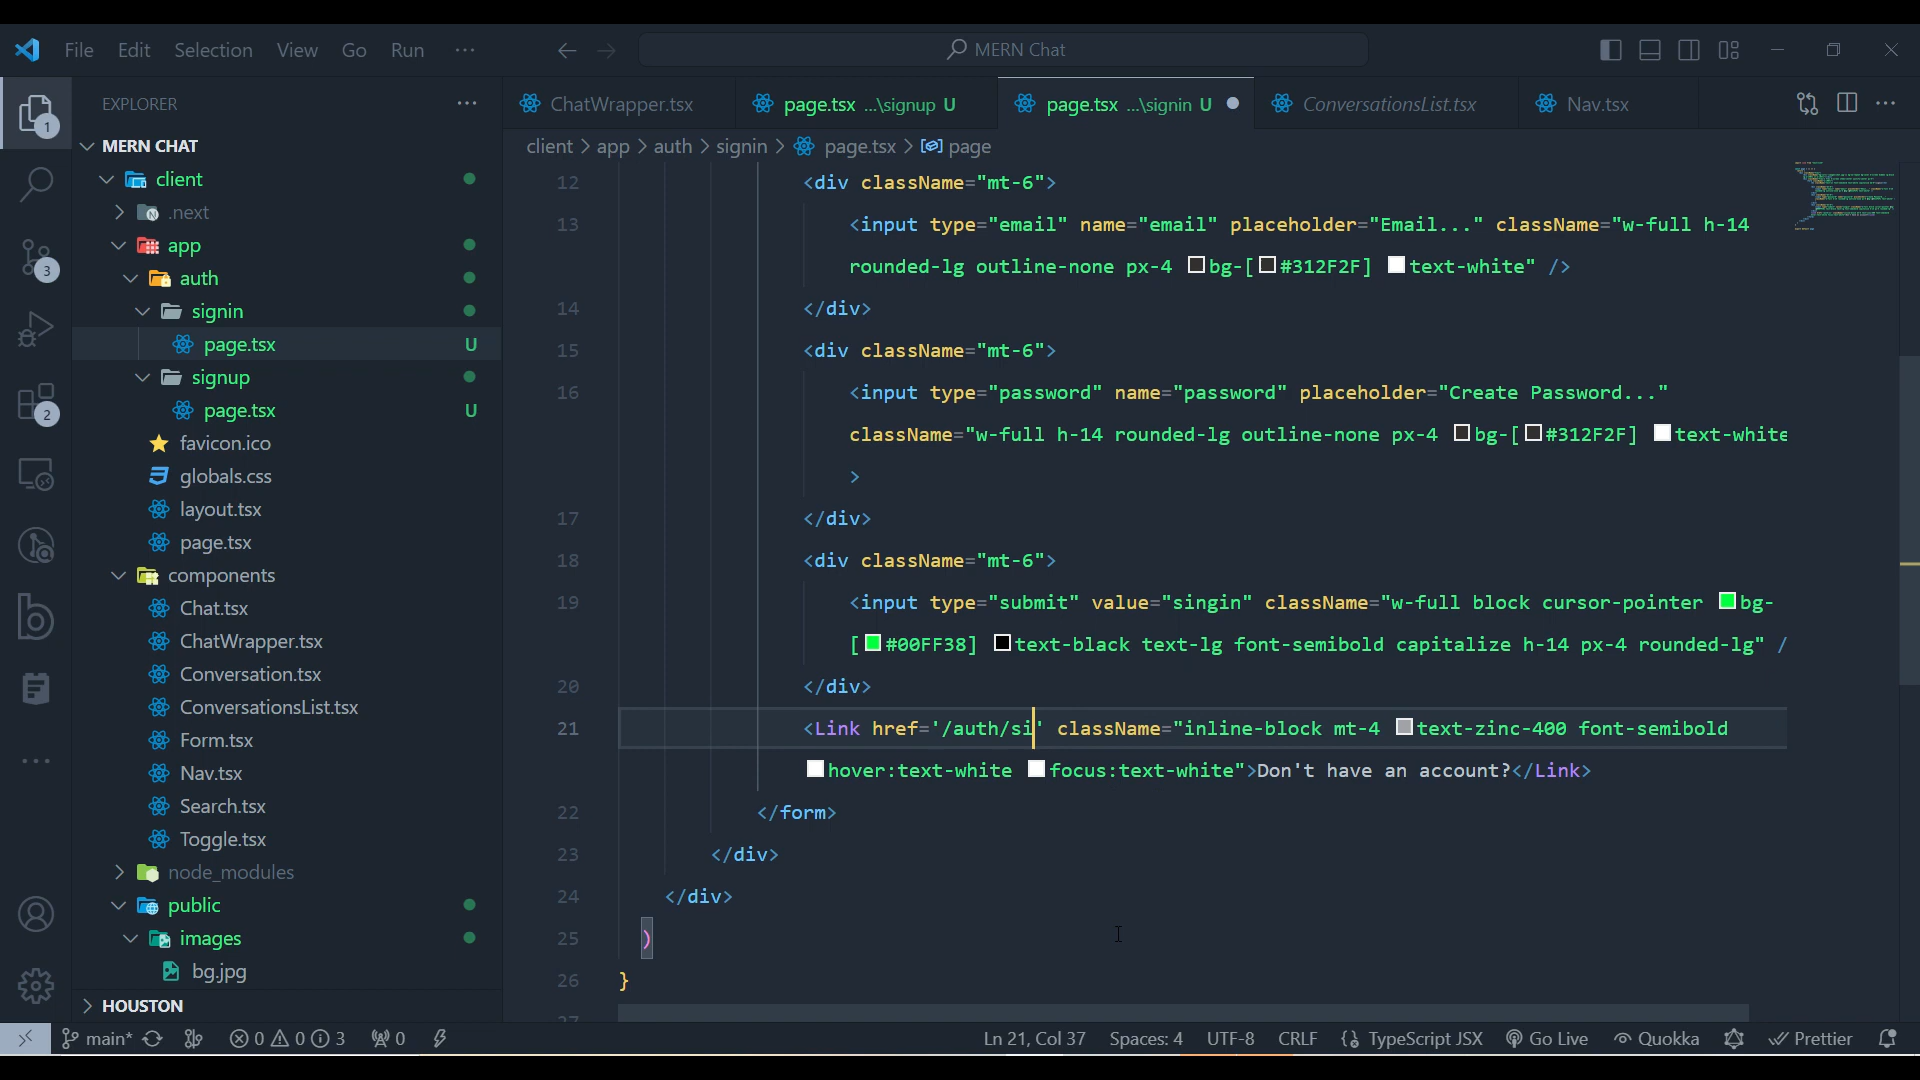 File Edit Selection View Go Run ··· MERN Chat
EXPLORER ···
ChatWrapper.tsx page.tsx ...\signup U page.tsx ...\signin U ConversationsList.tsx Nav.tsx
client > app > auth > signin > page.tsx > page
MERN CHAT
client
.next
app
auth
signin
page.tsx U
signup
page.tsx U
favicon.ico
globals.css
layout.tsx
page.tsx
components
Chat.tsx
ChatWrapper.tsx
Conversation.tsx
ConversationsList.tsx
Form.tsx
Nav.tsx
Search.tsx
Toggle.tsx
node_modules
public
images
bg.jpg
HOUSTON
1
3
2
12 <div className="mt-6">
13 <input type="email" name="email" placeholder="Email..." className="w-full h-14
rounded-lg outline-none px-4 bg-[#312F2F] text-white" />
14 </div>
15 <div className="mt-6">
16 <input type="password" name="password" placeholder="Create Password..."
className="w-full h-14 rounded-lg outline-none px-4 bg-[#312F2F] text-white
>
17 </div>
18 <div className="mt-6">
19 <input type="submit" value="singin" className="w-full block cursor-pointer bg-
[#00FF38] text-black text-lg font-semibold capitalize h-14 px-4 rounded-lg" /
20 </div>
21 <Link href='/auth/si' className="inline-block mt-4 text-zinc-400 font-semibold
hover:text-white focus:text-white">Don't have an account?</Link>
22 </form>
23 </div>
24 </div>
25 )
26 }
main* 0 0 3 0 Ln 21, Col 37 Spaces: 4 UTF-8 CRLF TypeScript JSX Go Live Quokka Prettier